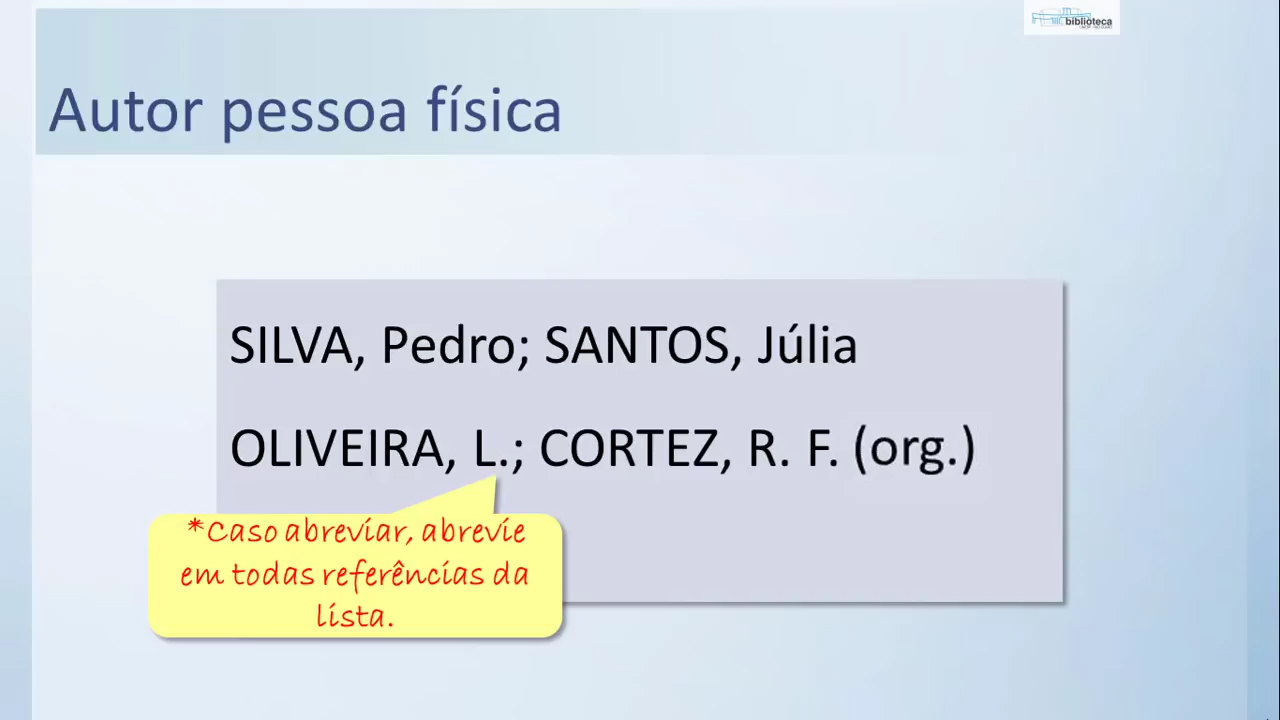 biblioteca
Autor pessoa física
SILVA, Pedro; SANTOS, Júlia
OLIVEIRA, L.; CORTEZ, R. F. (org.)
*Caso abreviar, abrevie
em todas referências da
lista.